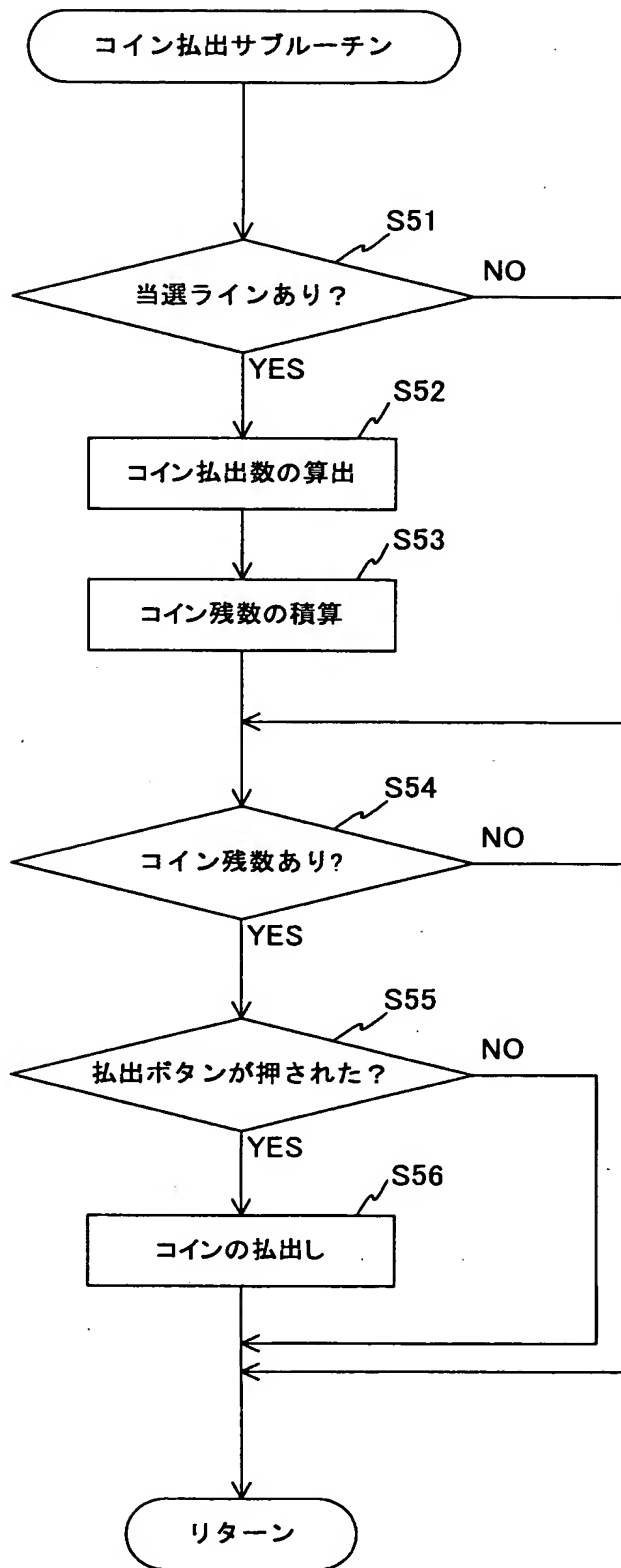 コイン払出サブルーチン
S51
当選ラインあり？
NO
YES
S52
コイン払出数の算出
S53
コイン残数の積算
S54
コイン残数あり?
NO
YES
S55
払出ボタンが押された？
NO
YES
S56
コインの払出し
リターン